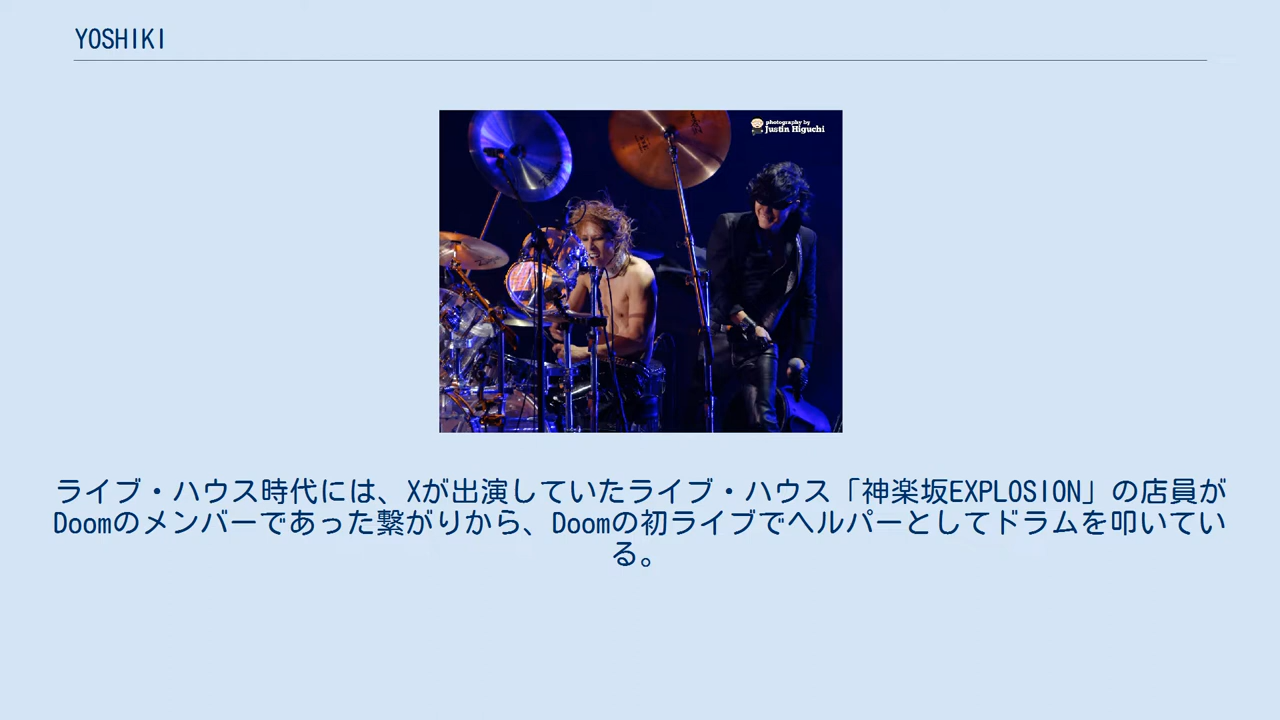 YOSHIKI
photography by
Justin Higuchi
ライブ・ハウス時代には、Xが出演していたライブ・ハウス「神楽坂EXPLOSION」の店員が
Doomのメンバーであった繋がりから、Doomの初ライブでヘルパーとしてドラムを叩いてい
る。